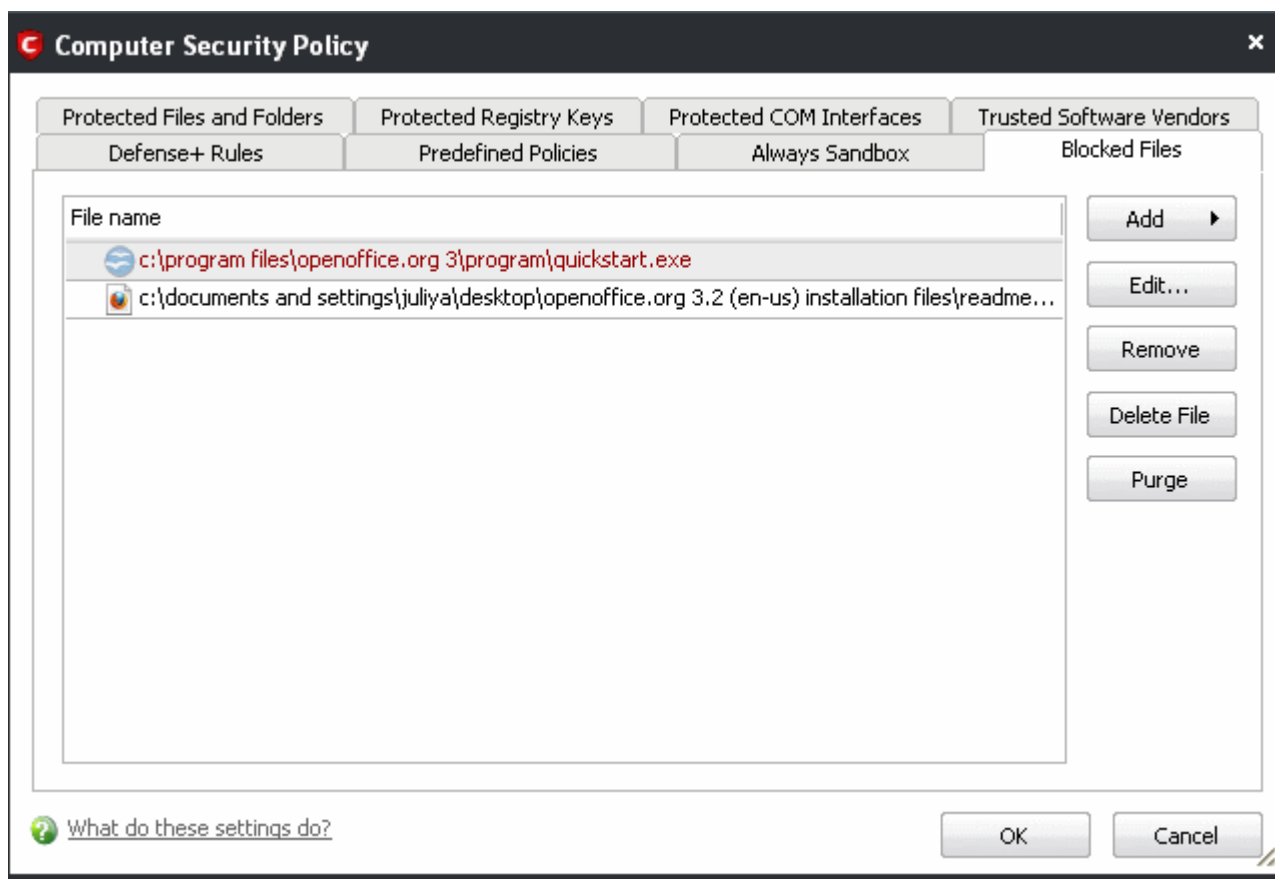 Computer Security Policy
Protected Files and Folders
Protected Registry Keys
Protected COM Interfaces
Trusted Software Vendors
Defense+ Rules
Predefined Policies
Always Sandbox
Blocked Files
File name
c:\program files\openoffice.org 3\program\quickstart.exe
c:\documents and settings\juliya\desktop\openoffice.org 3.2 (en-us) installation files\readme...
Add
Edit...
Remove
Delete File
Purge
What do these settings do?
OK
Cancel